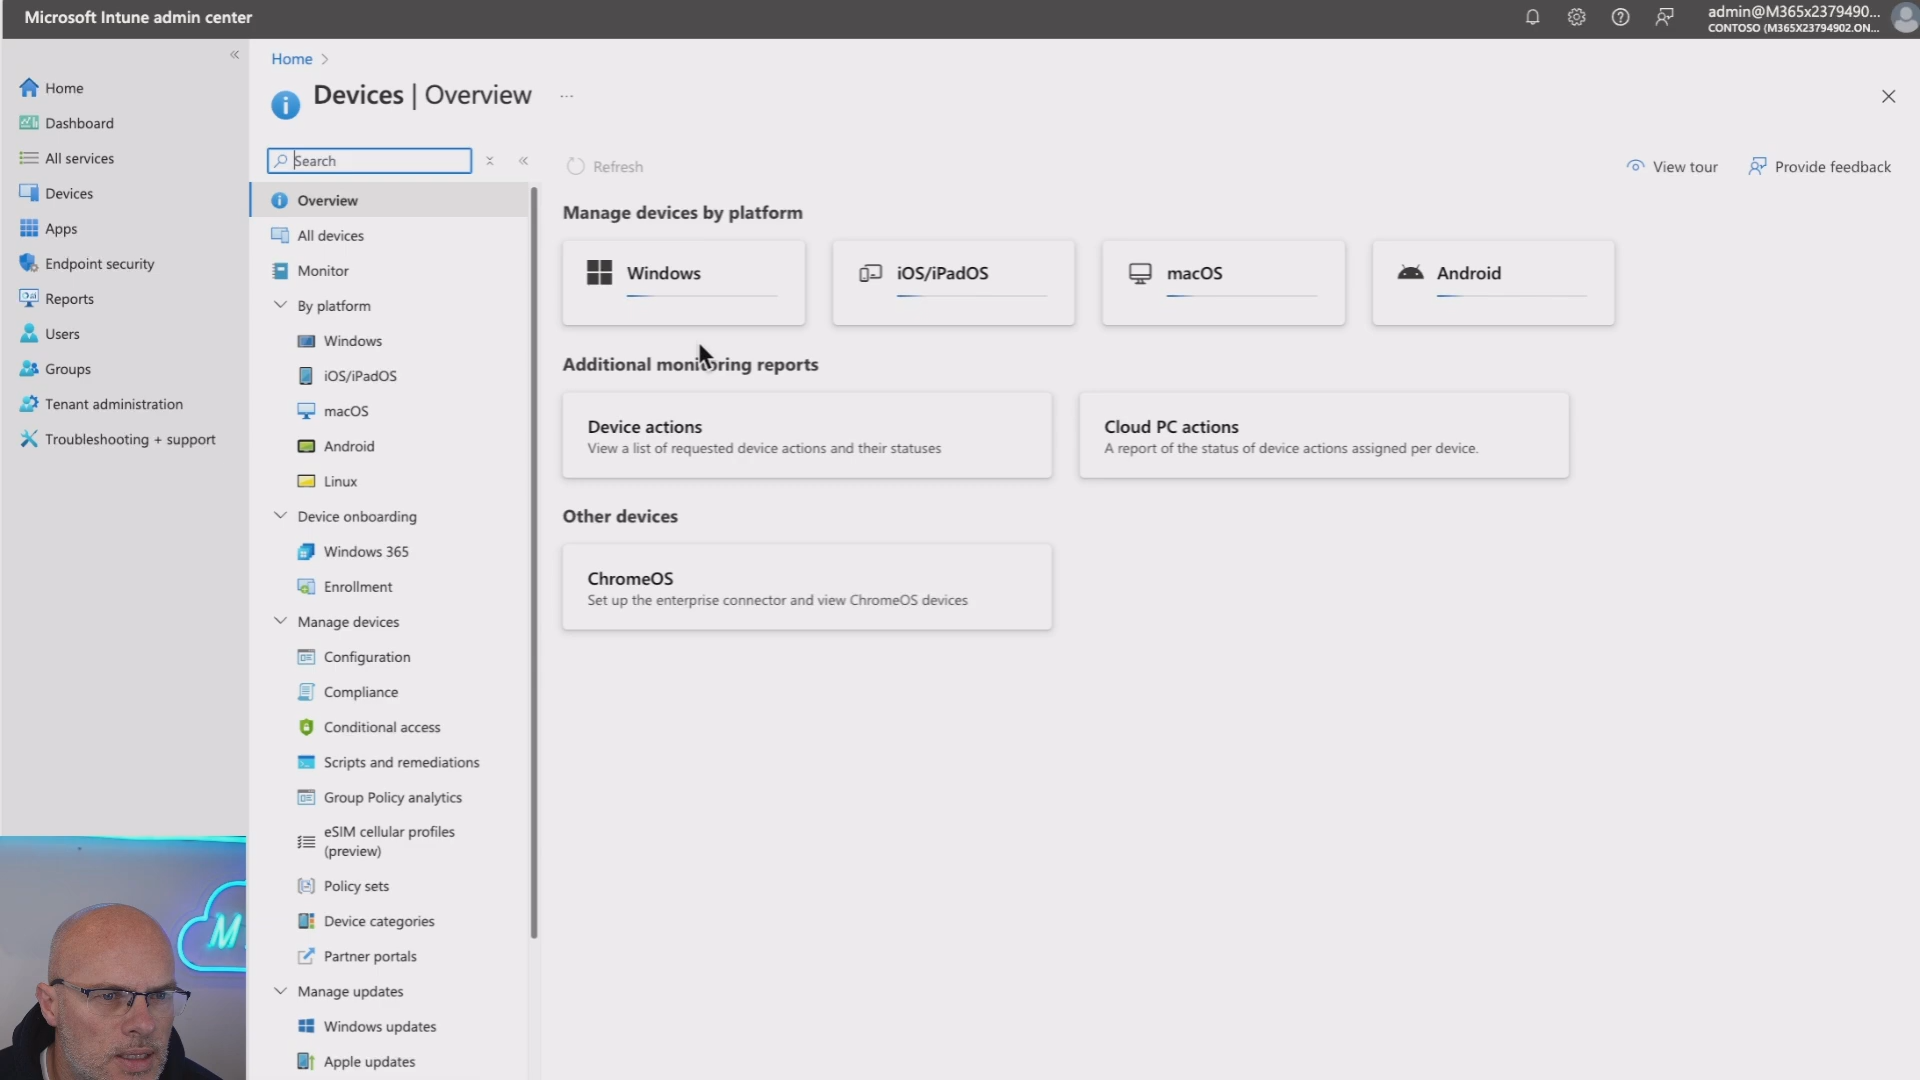 Microsoft Intune admin center
admin@M365x2379490...
CONTOSO (M365X23794902.ON...
Home
Dashboard
All services
Devices
Apps
Endpoint security
Reports
Users
Groups
Tenant administration
Troubleshooting + support
Home
Devices | Overview
...
Search
Overview
All devices
Monitor
By platform
Windows
iOS/iPadOS
macOS
Android
Linux
Device onboarding
Windows 365
Enrollment
Manage devices
Configuration
Compliance
Conditional access
Scripts and remediations
Group Policy analytics
eSIM cellular profiles
(preview)
Policy sets
Device categories
Partner portals
Manage updates
Windows updates
Apple updates
Refresh
View tour
Provide feedback
Manage devices by platform
Windows
iOS/iPadOS
macOS
Android
Additional monitoring reports
Device actions
View a list of requested device actions and their statuses
Cloud PC actions
A report of the status of device actions assigned per device.
Other devices
ChromeOS
Set up the enterprise connector and view ChromeOS devices